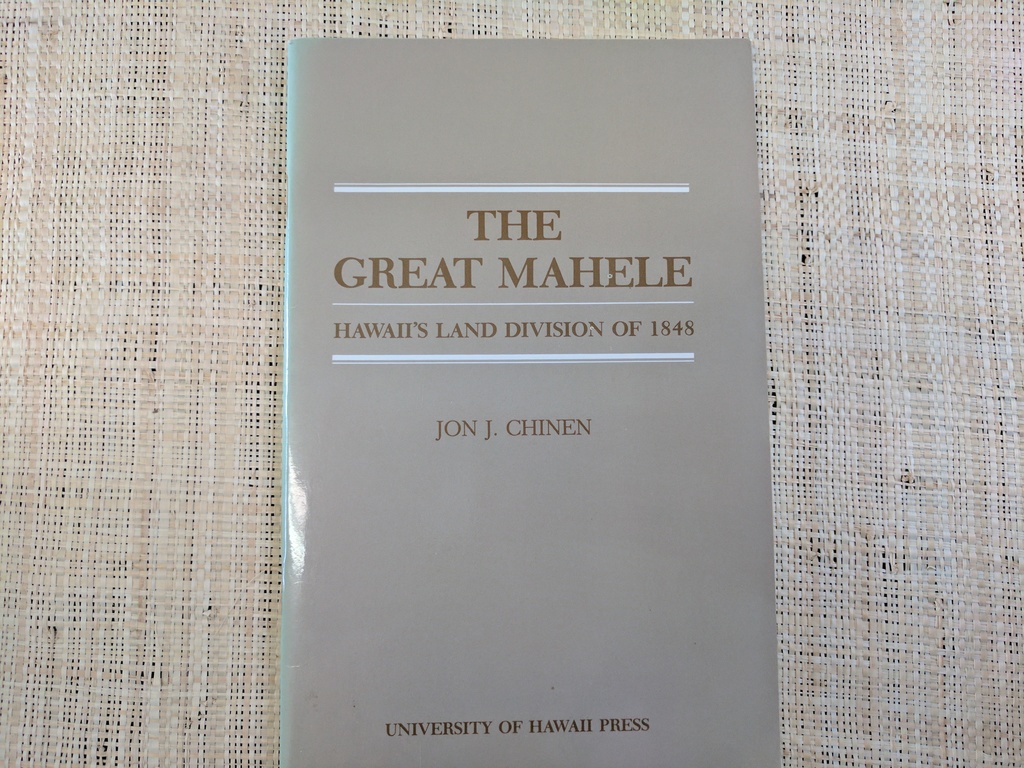 THE
GREAT MAHELE
HAWAII'S LAND DIVISION OF 1848
JON J. CHINEN
UNIVERSITY OF HAWAII PRESS